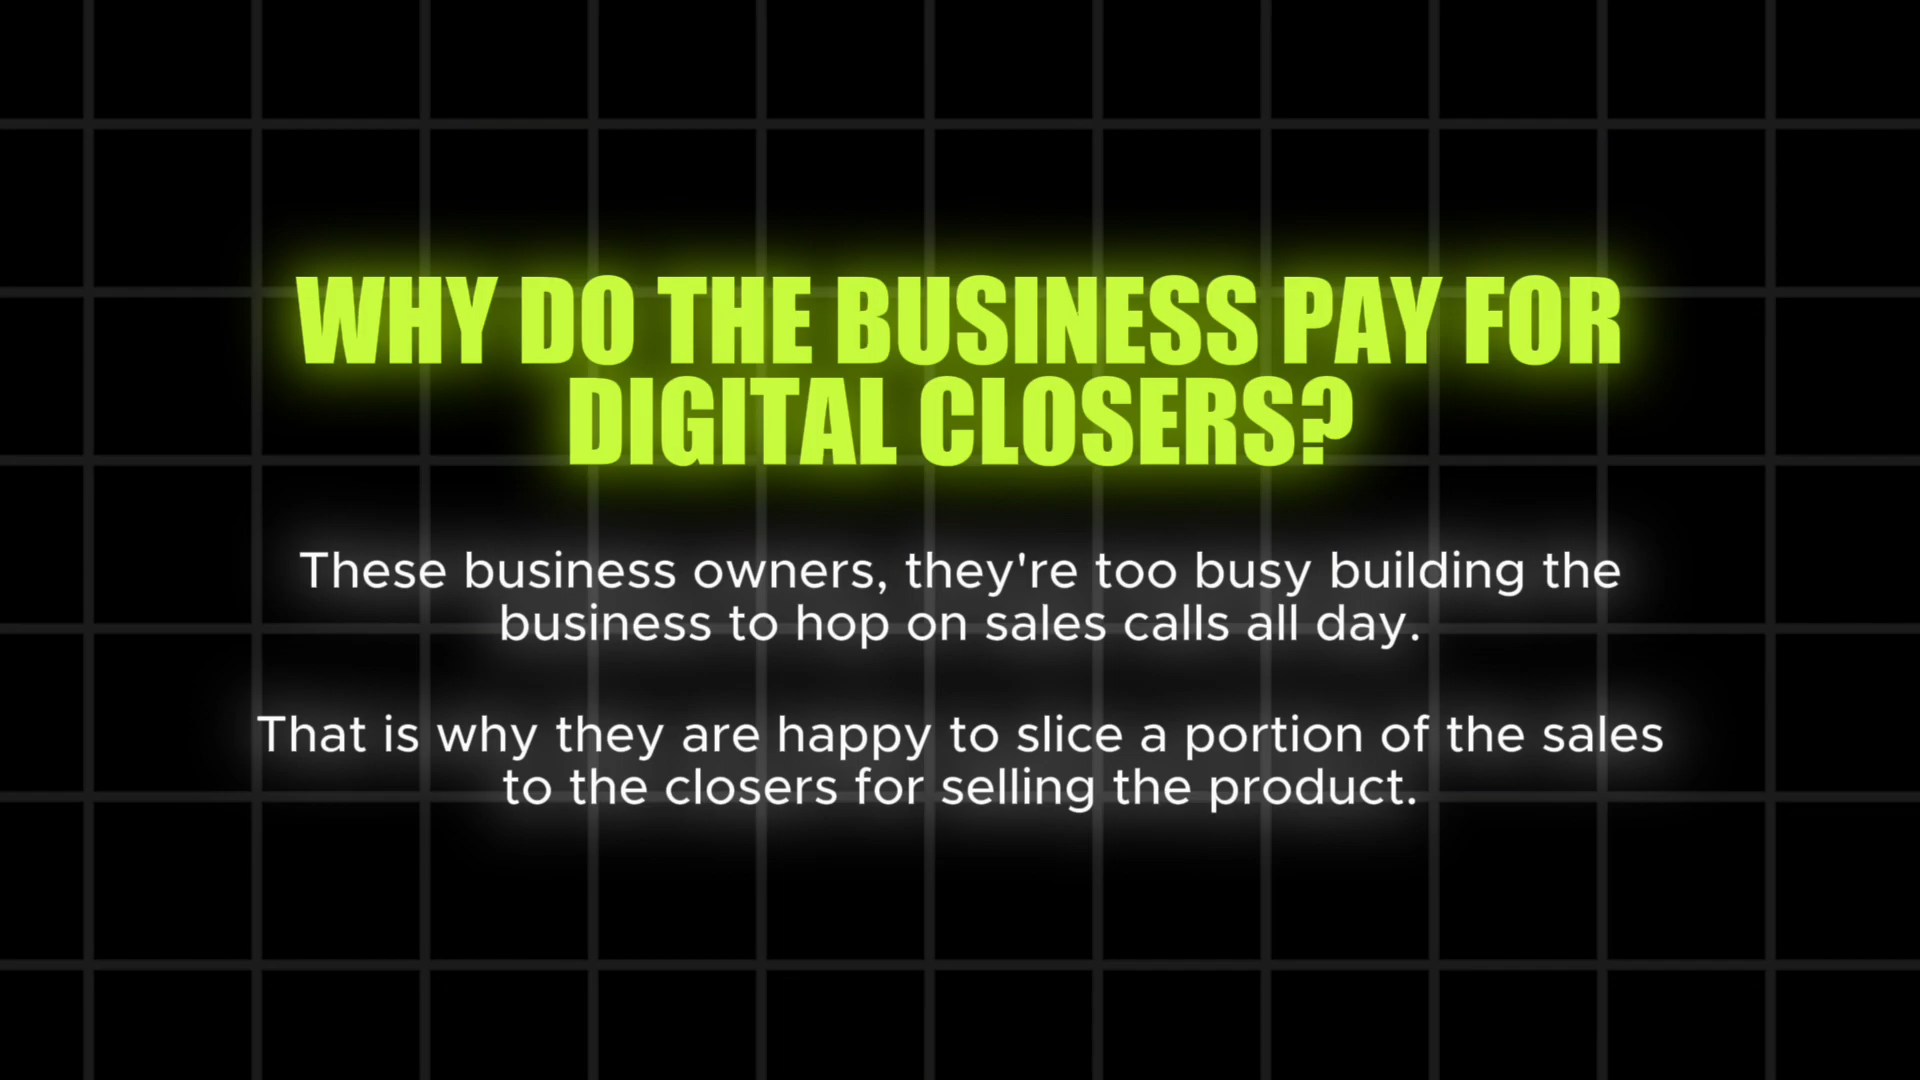 WHY DO THE BUSINESS PAY FOR
DIGITAL CLOSERS?
These business owners, they're too busy building the
business to hop on sales calls all day.
That is why they are happy to slice a portion of the sales
to the closers for selling the product.